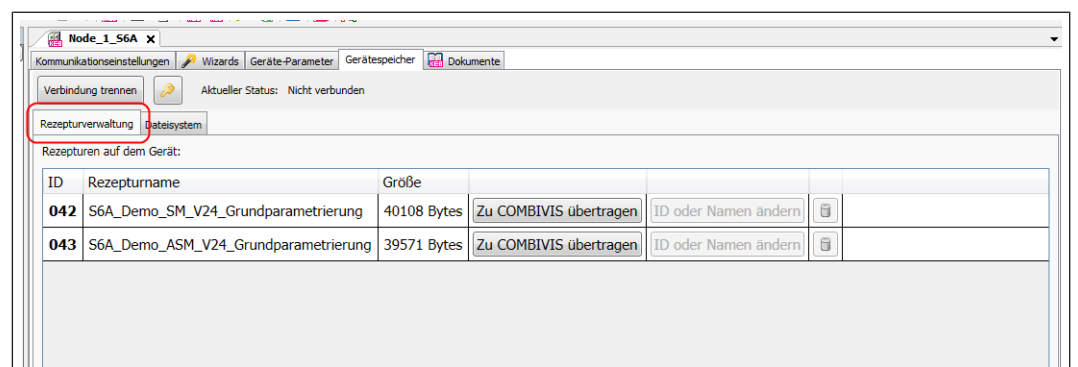 Node_1_S6A X
Kommunikationseinstellungen Wizards Geräte-Parameter Gerätespeicher KEB Dokumente
Verbindung trennen Aktueller Status: Nicht verbunden
Rezepturverwaltung Dateisystem
Rezepturen auf dem Gerät:
ID Rezepturname Größe
042 S6A_Demo_SM_V24_Grundparametrierung 40108 Bytes Zu COMBIVIS übertragen ID oder Namen ändern
043 S6A_Demo_ASM_V24_Grundparametrierung 39571 Bytes Zu COMBIVIS übertragen ID oder Namen ändern